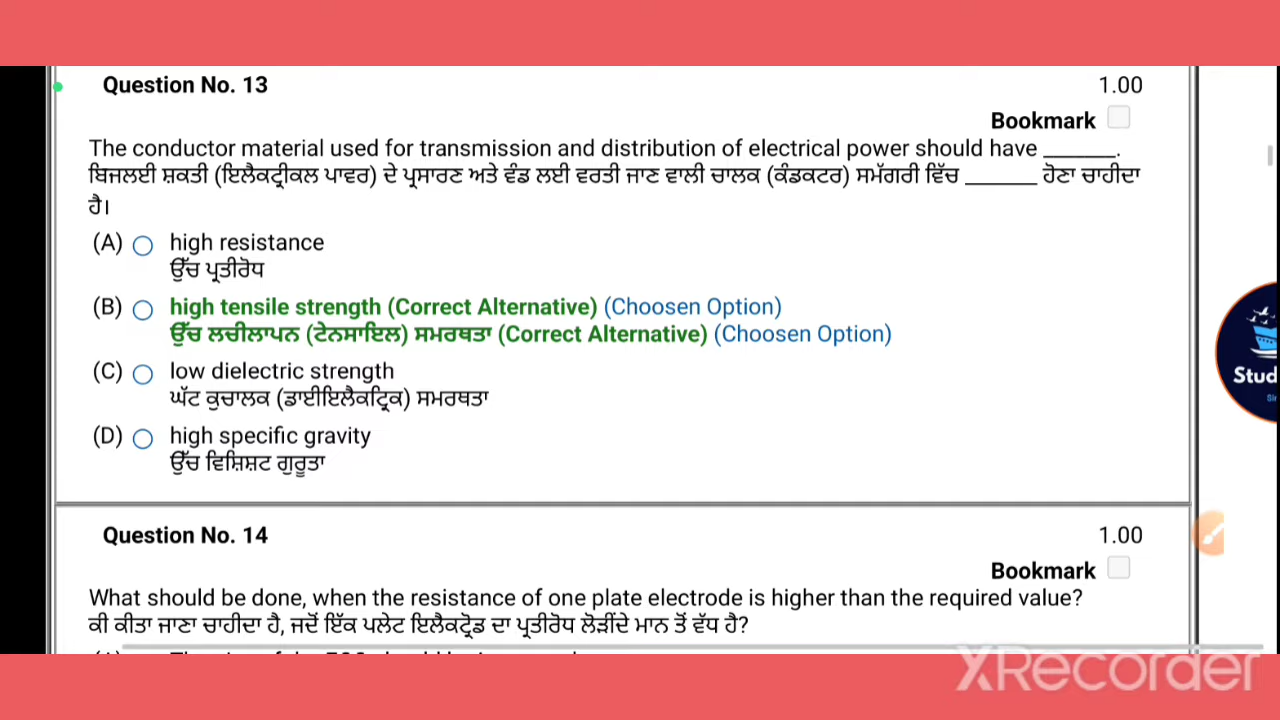 Question No. 13
1.00
Bookmark
The conductor material used for transmission and distribution of electrical power should have ______.
ਬਿਜਲਈ ਸ਼ਕਤੀ (ਇਲੈਕਟ੍ਰੀਕਲ ਪਾਵਰ) ਦੇ ਪ੍ਰਸਾਰਣ ਅਤੇ ਵੰਡ ਲਈ ਵਰਤੀ ਜਾਣ ਵਾਲੀ ਚਾਲਕ (ਕੰਡਕਟਰ) ਸਮੱਗਰੀ ਵਿੱਚ ______ ਹੋਣਾ ਚਾਹੀਦਾ
ਹੈ।
(A) high resistance
ਉੱਚ ਪ੍ਰਤੀਰੋਧ
(B) high tensile strength (Correct Alternative) (Choosen Option)
ਉੱਚ ਲਚੀਲਾਪਨ (ਟੇਨਸਾਇਲ) ਸਮਰਥਤਾ (Correct Alternative) (Choosen Option)
(C) low dielectric strength
ਘੱਟ ਕੁਚਾਲਕ (ਡਾਈਇਲੈਕਟ੍ਰਿਕ) ਸਮਰਥਤਾ
(D) high specific gravity
ਉੱਚ ਵਿਸ਼ਿਸ਼ਟ ਗੁਰੂਤਾ
Stud
Question No. 14
1.00
Bookmark
What should be done, when the resistance of one plate electrode is higher than the required value?
ਕੀ ਕੀਤਾ ਜਾਣਾ ਚਾਹੀਦਾ ਹੈ, ਜਦੋਂ ਇੱਕ ਪਲੇਟ ਇਲੈਕਟ੍ਰੋਡ ਦਾ ਪ੍ਰਤੀਰੋਧ ਲੋੜੀਂਦੇ ਮਾਨ ਤੋਂ ਵੱਧ ਹੈ?
XRecorder